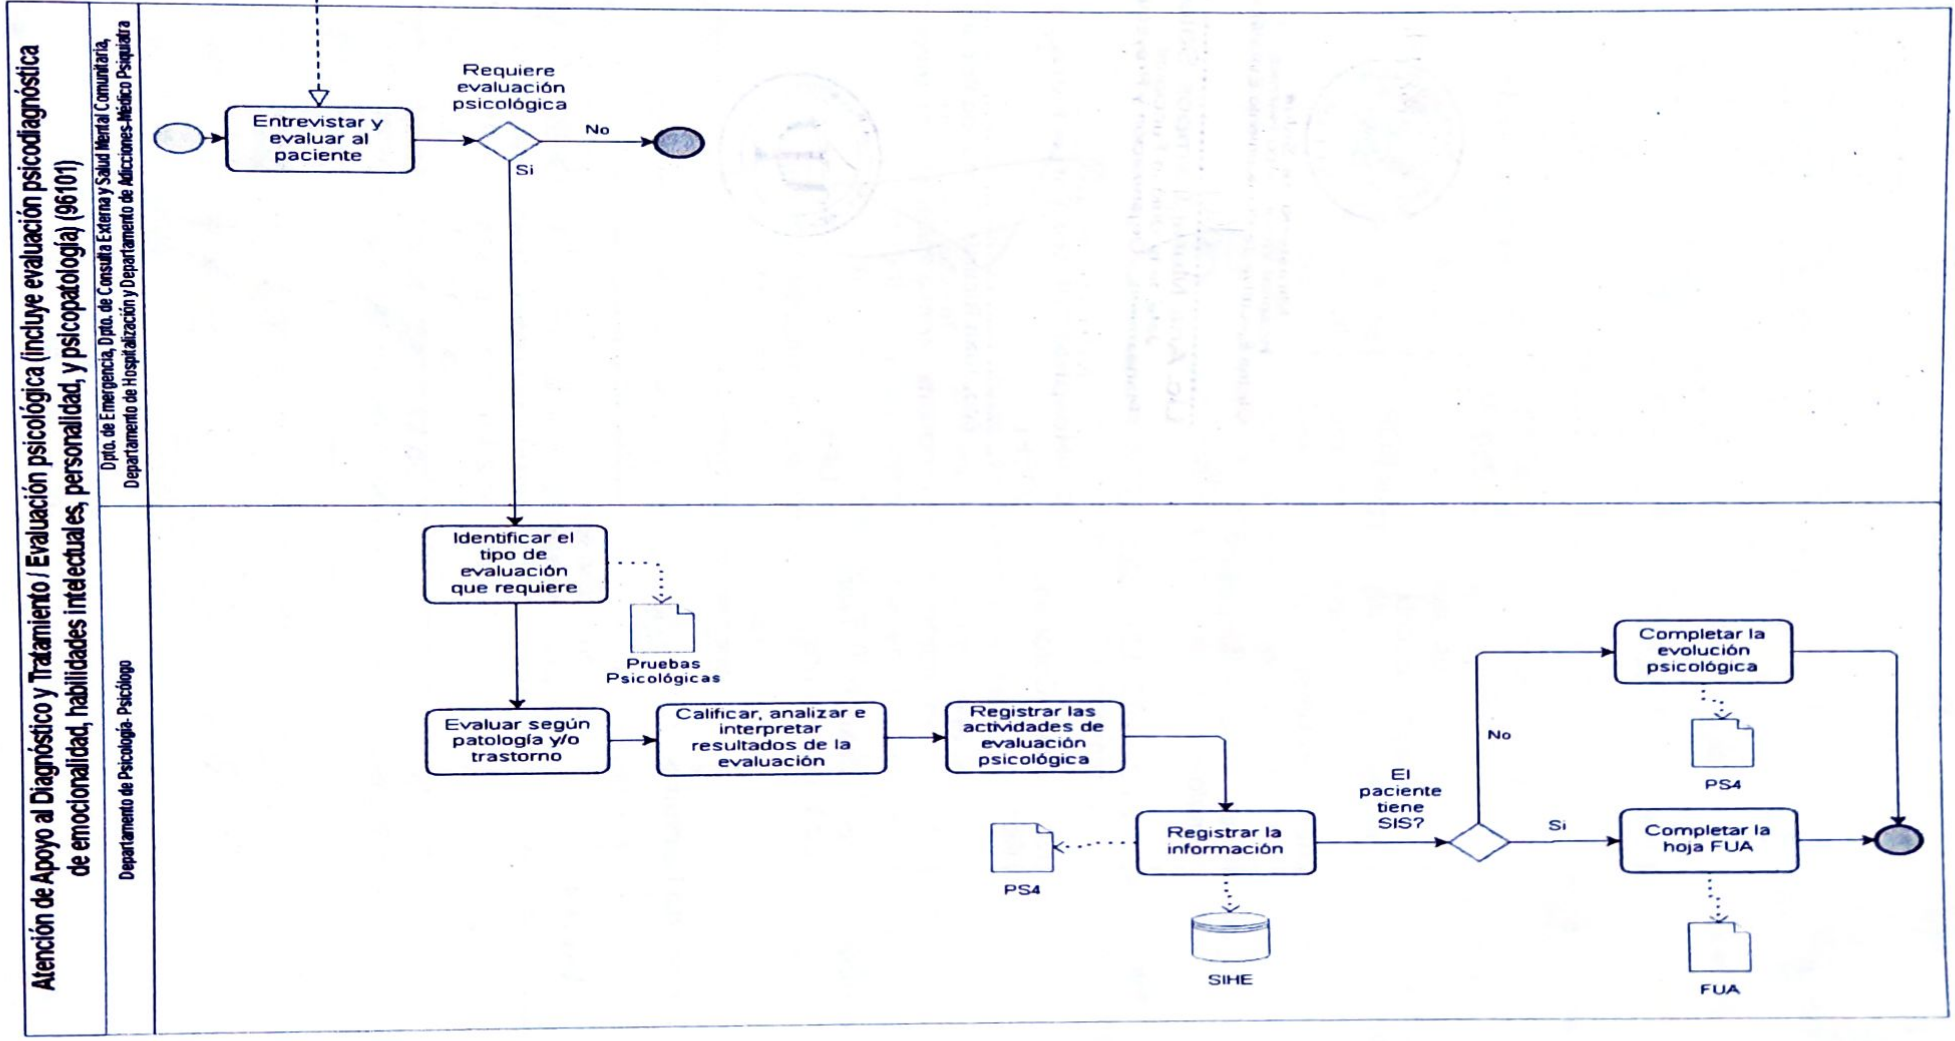 Atención de Apoyo al Diagnóstico y Tratamiento / Evaluación psicológica (incluye evaluación psicodiagnóstica
de emocionalidad, habilidades intelectuales, personalidad, y psicopatología) (96101)
Dpto. de Emergencia, Dpto. de Consulta Externa y Salud Mental Comunitaria,
Departamento de Hospitalización y Departamento de Adicciones-Médico Psiquiatra
Entrevistar y
evaluar al
paciente
Requiere
evaluación
psicológica
No
Si
Departamento de Psicología- Psicólogo
Identificar el
tipo de
evaluación
que requiere
Pruebas
Psicológicas
Evaluar según
patología y/o
trastorno
Calificar, analizar e
interpretar
resultados de la
evaluación
Registrar las
actividades de
evaluación
psicológica
Registrar la
información
PS4
SIHE
El
paciente
tiene
SIS?
No
Completar la
evolución
psicológica
PS4
Si
Completar la
hoja FUA
FUA